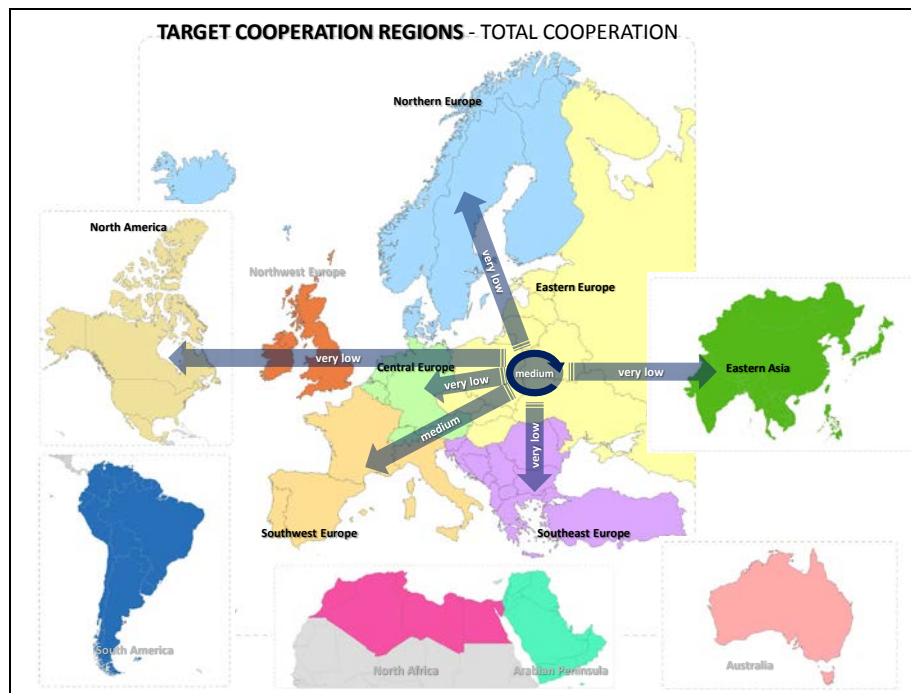 TARGET COOPERATION REGIONS - TOTAL COOPERATION
Northern Europe
North America
Northwest Europe
very low
Eastern Europe
very low
Central Europe
very low
medium
very low
Eastern Asia
medium
very low
Southwest Europe
Southeast Europe
South America
North Africa
Arabian Peninsula
Australia